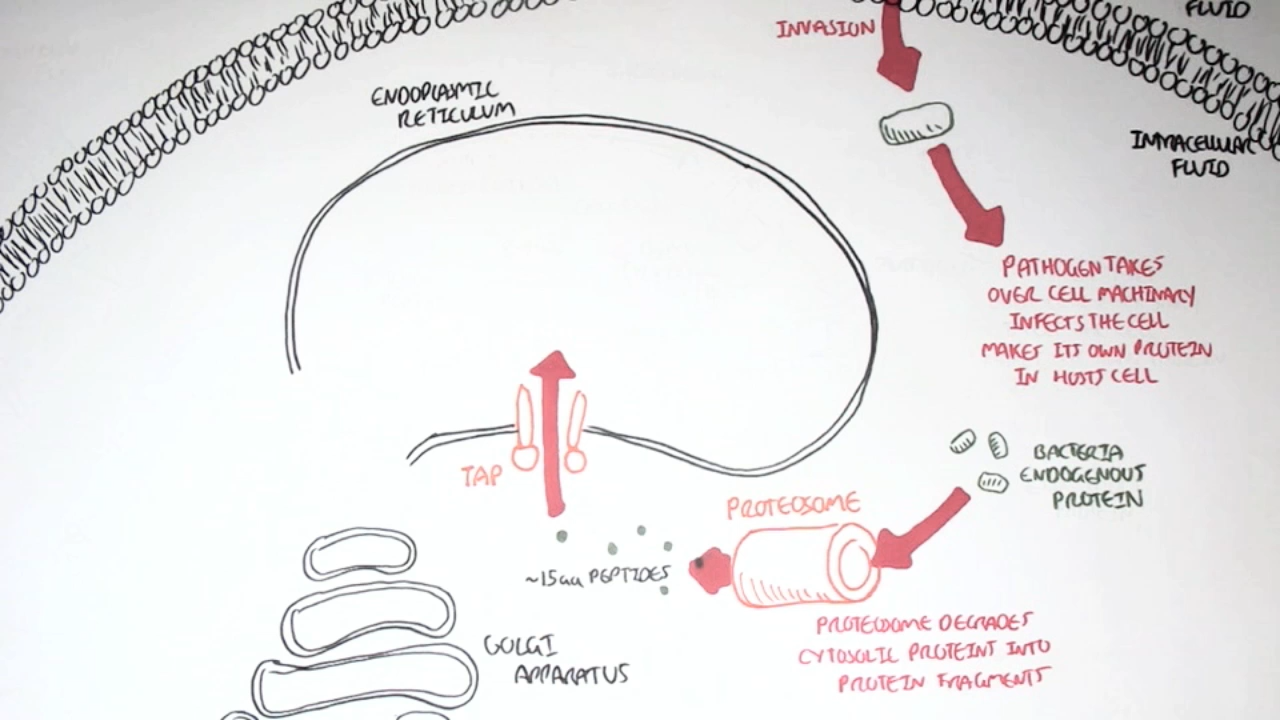 FLUID
INVASION
ENDOPLASMIC
RETICULUM
INTRACELLULAR
FLUID
PATHOGEN TAKES
OVER CELL MACHINARY
INFECTS THE CELL
MAKES ITS OWN PROTEIN
IN HOSTS CELL
BACTERIA
ENDOGENOUS
PROTEIN
TAP
PROTEOSOME
~15aa PEPTIDES
PROTEOSOME DEGRADES
CYTOSOLIC PROTEINS INTO
PROTEIN FRAGMENTS
GOLGI
APPARATUS